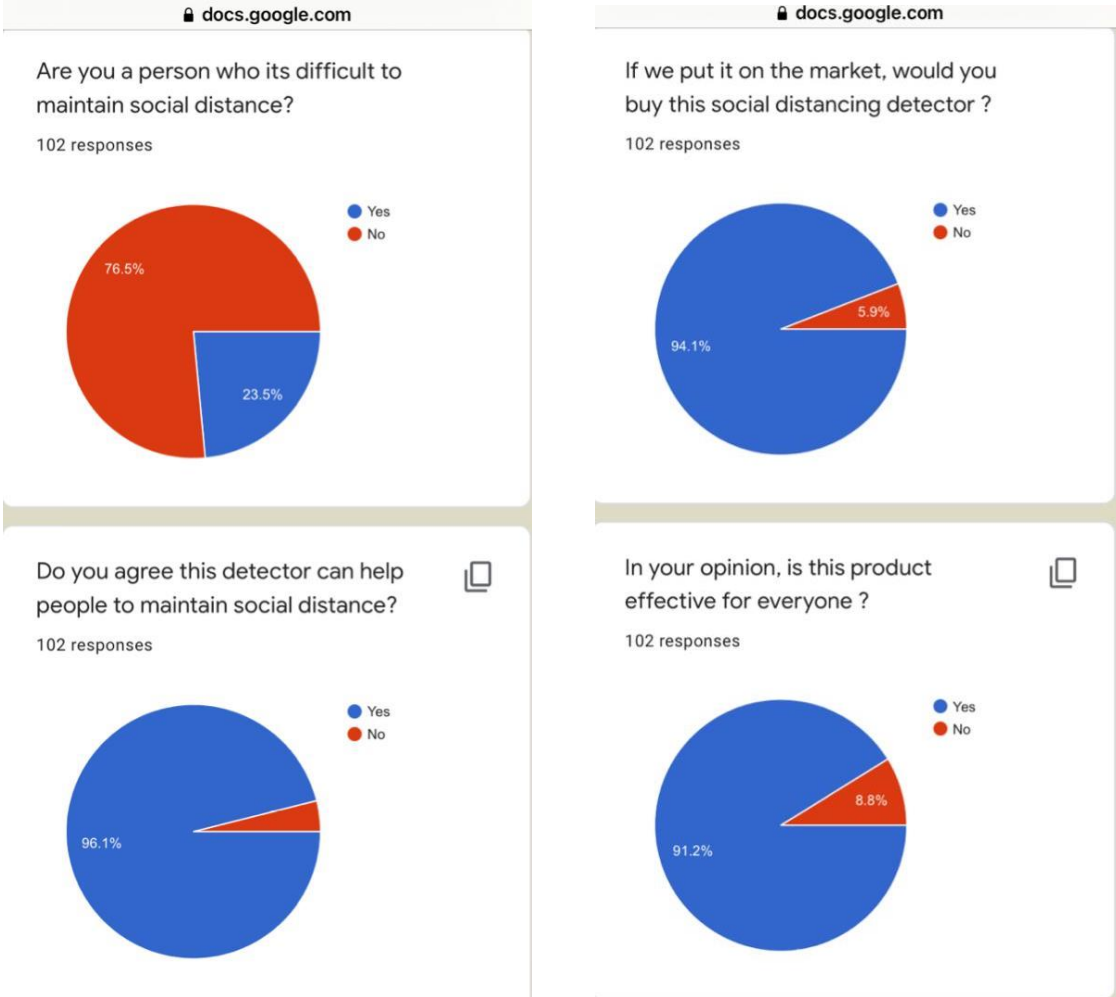 docs.google.com
Are you a person who its difficult to
maintain social distance?
102 responses
Yes
No
76.5%
23.5%
Do you agree this detector can help
people to maintain social distance?
102 responses
Yes
No
96.1%
docs.google.com
If we put it on the market, would you
buy this social distancing detector ?
102 responses
Yes
No
5.9%
94.1%
In your opinion, is this product
effective for everyone ?
102 responses
Yes
No
8.8%
91.2%